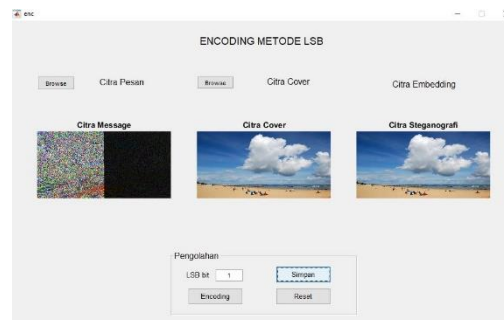 enc
ENCODING METODE LSB
Browse Citra Pesan Browse Citra Cover Citra Embedding
Citra Message Citra Cover Citra Steganografi
Pengolahan
LSB bit 1 Simpan
Encoding Reset